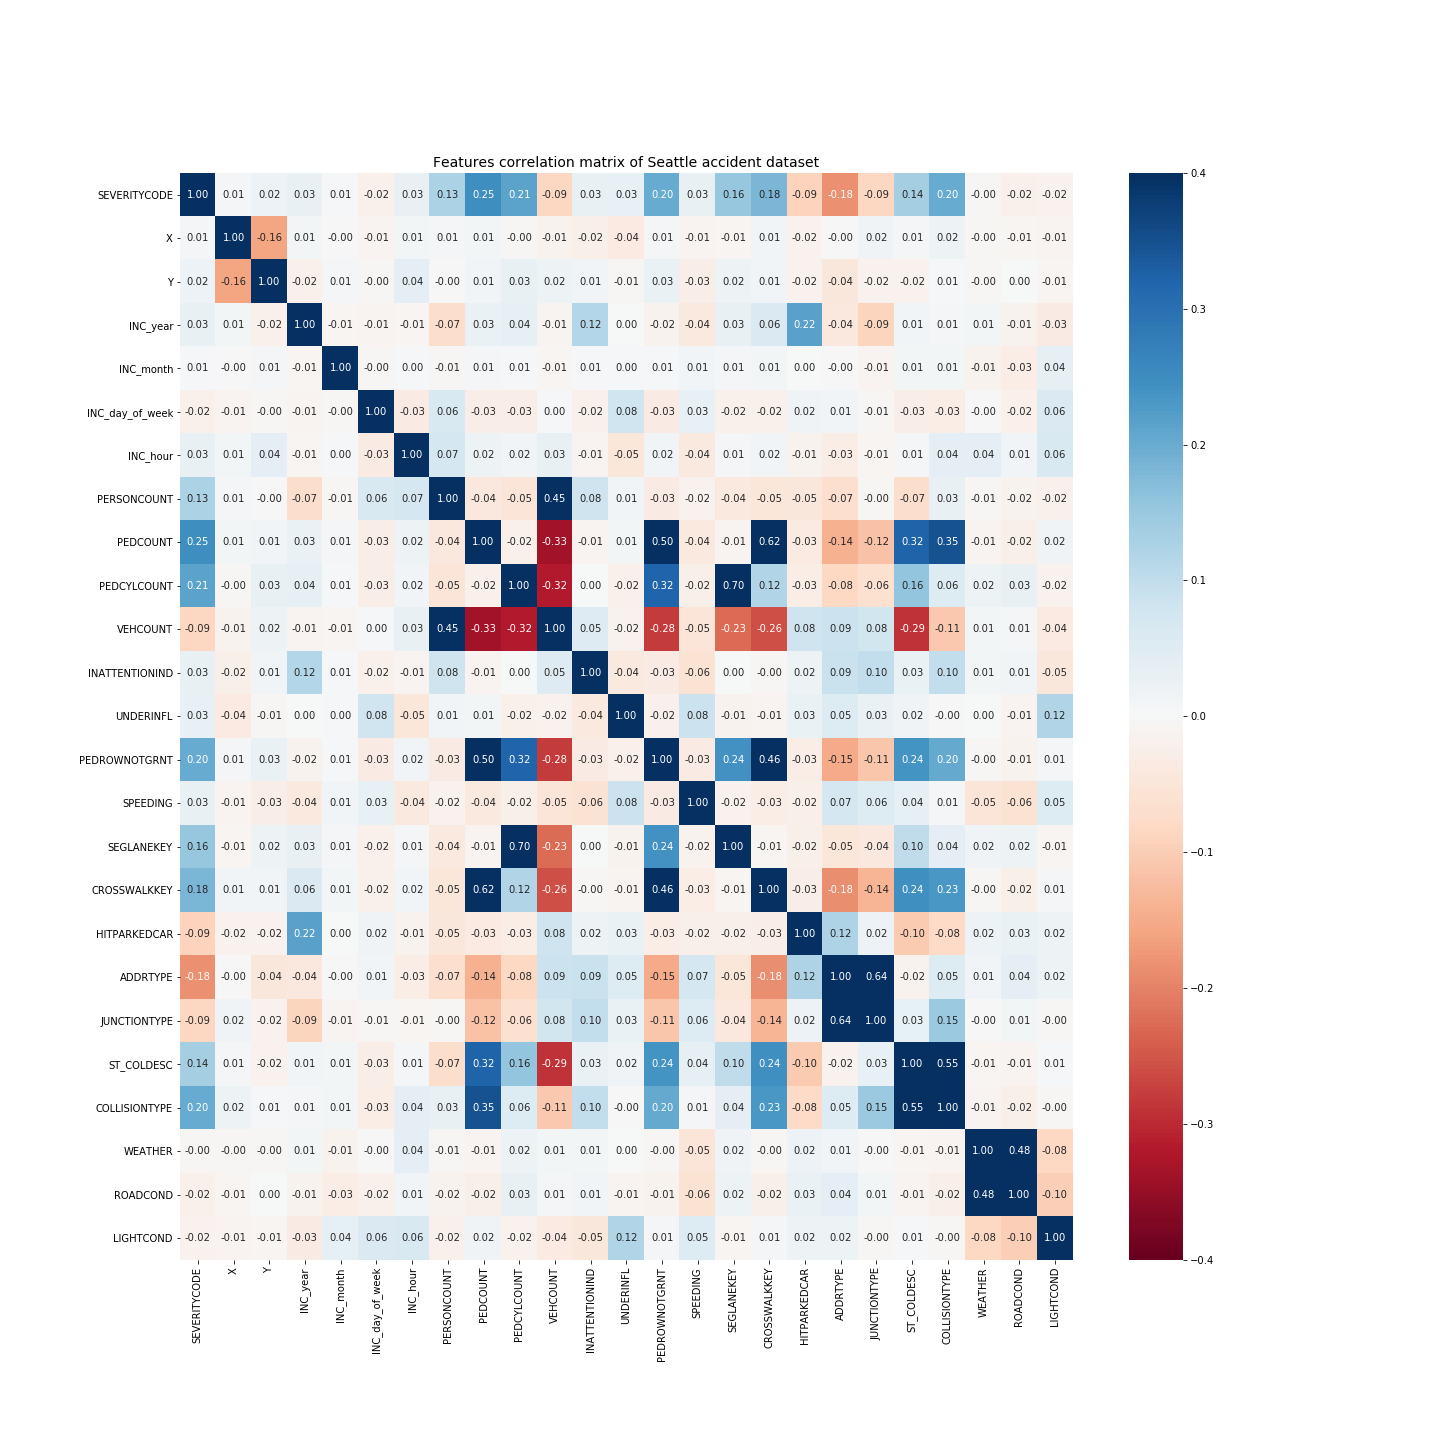 Features correlation matrix of Seattle accident dataset
SEVERITYCODE 1.00 0.01 0.02 0.03 0.01 -0.02 0.03 0.13 0.25 0.21 -0.09 0.03 0.03 0.20 0.03 0.16 0.18 -0.09 -0.18 -0.09 0.14 0.20 -0.00 -0.02 -0.02
X 0.01 1.00 -0.16 0.01 -0.00 -0.01 0.01 0.01 0.01 -0.00 -0.01 -0.02 -0.04 0.01 -0.01 -0.01 0.01 -0.02 -0.00 0.02 0.01 0.02 -0.00 -0.01 -0.01
Y 0.02 -0.16 1.00 -0.02 0.01 -0.00 0.04 -0.00 0.01 0.03 0.02 0.01 -0.01 0.03 -0.03 0.02 0.01 -0.02 -0.04 -0.02 -0.02 0.01 -0.00 0.00 -0.01
INC_year 0.03 0.01 -0.02 1.00 -0.01 -0.01 -0.01 -0.07 0.03 0.04 -0.01 0.12 0.00 -0.02 -0.04 0.03 0.06 0.22 -0.04 -0.09 0.01 0.01 0.01 -0.01 -0.03
INC_month 0.01 -0.00 0.01 -0.01 1.00 -0.00 0.00 -0.01 0.01 0.01 -0.01 0.01 0.00 0.01 0.01 0.01 0.01 0.00 -0.00 -0.01 0.01 0.01 -0.01 -0.03 0.04
INC_day_of_week -0.02 -0.01 -0.00 -0.01 -0.00 1.00 -0.03 0.06 -0.03 -0.03 0.00 -0.02 0.08 -0.03 0.03 -0.02 -0.02 0.02 0.01 -0.01 -0.03 -0.03 -0.00 -0.02 0.06
INC_hour 0.03 0.01 0.04 -0.01 0.00 -0.03 1.00 0.07 0.02 0.02 0.03 -0.01 -0.05 0.02 -0.04 0.01 0.02 -0.01 -0.03 -0.01 0.01 0.04 0.04 0.01 0.06
PERSONCOUNT 0.13 0.01 -0.00 -0.07 -0.01 0.06 0.07 1.00 -0.04 -0.05 0.45 0.08 0.01 -0.03 -0.02 -0.04 -0.05 -0.05 -0.07 -0.00 -0.07 0.03 -0.01 -0.02 -0.02
PEDCOUNT 0.25 0.01 0.01 0.03 0.01 -0.03 0.02 -0.04 1.00 -0.02 -0.33 -0.01 0.01 0.50 -0.04 -0.01 0.62 -0.03 -0.14 -0.12 0.32 0.35 -0.01 -0.02 0.02
PEDCYLCOUNT 0.21 -0.00 0.03 0.04 0.01 -0.03 0.02 -0.05 -0.02 1.00 -0.32 0.00 -0.02 0.32 -0.02 0.70 0.12 -0.03 -0.08 -0.06 0.16 0.06 0.02 0.03 -0.02
VEHCOUNT -0.09 -0.01 0.02 -0.01 -0.01 0.00 0.03 0.45 -0.33 -0.32 1.00 0.05 -0.02 -0.28 -0.05 -0.23 -0.26 0.08 0.09 0.08 -0.29 -0.11 0.01 0.01 -0.04
INATTENTIONIND 0.03 -0.02 0.01 0.12 0.01 -0.02 -0.01 0.08 -0.01 0.00 0.05 1.00 -0.04 -0.03 -0.06 0.00 -0.00 0.02 0.09 0.10 0.03 0.10 0.01 0.01 -0.05
UNDERINFL 0.03 -0.04 -0.01 0.00 0.00 0.08 -0.05 0.01 0.01 -0.02 -0.02 -0.04 1.00 -0.02 0.08 -0.01 -0.01 0.03 0.05 0.03 0.02 -0.00 0.00 -0.01 0.12
PEDROWNOTGRNT 0.20 0.01 0.03 -0.02 0.01 -0.03 0.02 -0.03 0.50 0.32 -0.28 -0.03 -0.02 1.00 -0.03 0.24 0.46 -0.03 -0.15 -0.11 0.24 0.20 -0.00 -0.01 0.01
SPEEDING 0.03 -0.01 -0.03 -0.04 0.01 0.03 -0.04 -0.02 -0.04 -0.02 -0.05 -0.06 0.08 -0.03 1.00 -0.02 -0.03 -0.02 0.07 0.06 0.04 0.01 -0.05 -0.06 0.05
SEGLANEKEY 0.16 -0.01 0.02 0.03 0.01 -0.02 0.01 -0.04 -0.01 0.70 -0.23 0.00 -0.01 0.24 -0.02 1.00 -0.01 -0.02 -0.05 -0.04 0.10 0.04 0.02 0.02 -0.01
CROSSWALKKEY 0.18 0.01 0.01 0.06 0.01 -0.02 0.02 -0.05 0.62 0.12 -0.26 -0.00 -0.01 0.46 -0.03 -0.01 1.00 -0.03 -0.18 -0.14 0.24 0.23 -0.00 -0.02 0.01
HITPARKEDCAR -0.09 -0.02 -0.02 0.22 0.00 0.02 -0.01 -0.05 -0.03 -0.03 0.08 0.02 0.03 -0.03 -0.02 -0.02 -0.03 1.00 0.12 0.02 -0.10 -0.08 0.02 0.03 0.02
ADDRTYPE -0.18 -0.00 -0.04 -0.04 -0.00 0.01 -0.03 -0.07 -0.14 -0.08 0.09 0.09 0.05 -0.15 0.07 -0.05 -0.18 0.12 1.00 0.64 -0.02 0.05 0.01 0.04 0.02
JUNCTIONTYPE -0.09 0.02 -0.02 -0.09 -0.01 -0.01 -0.01 -0.00 -0.12 -0.06 0.08 0.10 0.03 -0.11 0.06 -0.04 -0.14 0.02 0.64 1.00 0.03 0.15 -0.00 0.01 -0.00
ST_COLDESC 0.14 0.01 -0.02 0.01 0.01 -0.03 0.01 -0.07 0.32 0.16 -0.29 0.03 0.02 0.24 0.04 0.10 0.24 -0.10 -0.02 0.03 1.00 0.55 -0.01 -0.01 0.01
COLLISIONTYPE 0.20 0.02 0.01 0.01 0.01 -0.03 0.04 0.03 0.35 0.06 -0.11 0.10 -0.00 0.20 0.01 0.04 0.23 -0.08 0.05 0.15 0.55 1.00 -0.01 -0.02 -0.00
WEATHER -0.00 -0.00 -0.00 0.01 -0.01 -0.00 0.04 -0.01 -0.01 0.02 0.01 0.01 0.00 -0.00 -0.05 0.02 -0.00 0.02 0.01 -0.00 -0.01 -0.01 1.00 0.48 -0.08
ROADCOND -0.02 -0.01 0.00 -0.01 -0.03 -0.02 0.01 -0.02 -0.02 0.03 0.01 0.01 -0.01 -0.01 -0.06 0.02 -0.02 0.03 0.04 0.01 -0.01 -0.02 0.48 1.00 -0.10
LIGHTCOND -0.02 -0.01 -0.01 -0.03 0.04 0.06 0.06 -0.02 0.02 -0.02 -0.04 -0.05 0.12 0.01 0.05 -0.01 0.01 0.02 0.02 -0.00 0.01 -0.00 -0.08 -0.10 1.00
SEVERITYCODE X Y INC_year INC_month INC_day_of_week INC_hour PERSONCOUNT PEDCOUNT PEDCYLCOUNT VEHCOUNT INATTENTIONIND UNDERINFL PEDROWNOTGRNT SPEEDING SEGLANEKEY CROSSWALKKEY HITPARKEDCAR ADDRTYPE JUNCTIONTYPE ST_COLDESC COLLISIONTYPE WEATHER ROADCOND LIGHTCOND
0.4
0.3
0.2
0.1
0.0
−0.1
−0.2
−0.3
−0.4